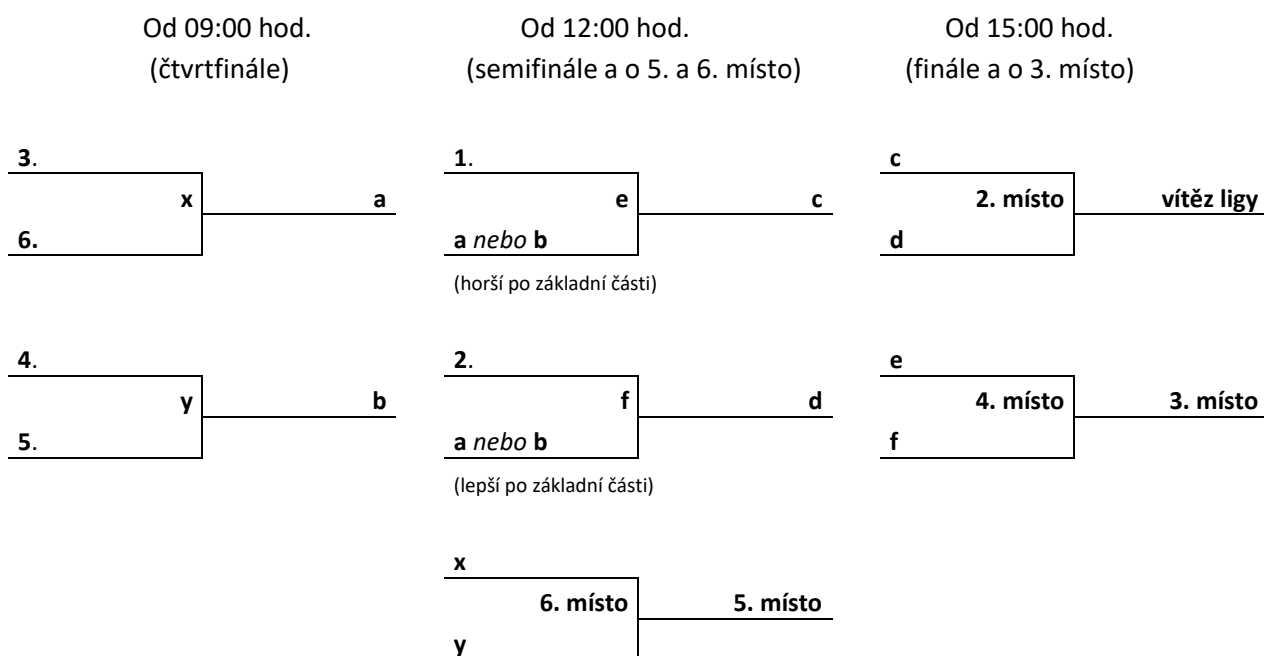 Od 09:00 hod.
(čtvrtfinále)
Od 12:00 hod.
(semifinále a o 5. a 6. místo)
Od 15:00 hod.
(finále a o 3. místo)
3.
x
a
6.
4.
y
b
5.
1.
e
c
a nebo b
(horší po základní části)
2.
f
d
a nebo b
(lepší po základní části)
x
6. místo
5. místo
y
c
2. místo
vítěz ligy
d
e
4. místo
3. místo
f